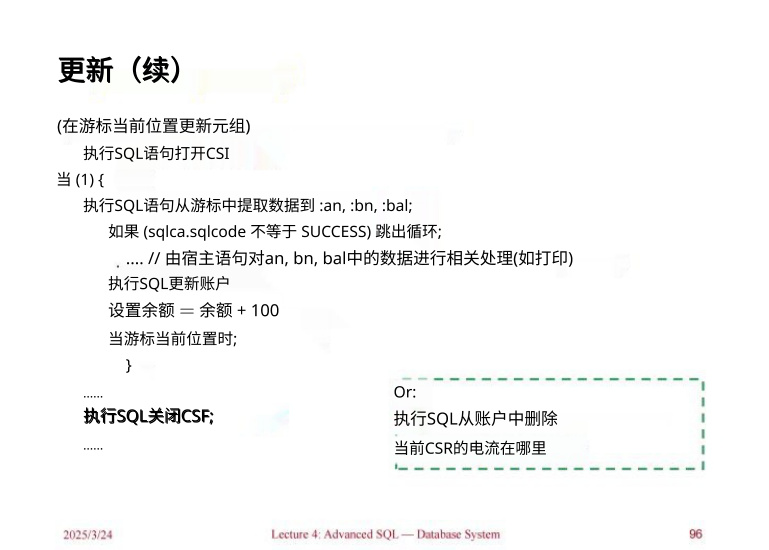 更新（续）
(在游标当前位置更新元组)
执行SQL语句打开CSI
当 (1) {
执行SQL语句从游标中提取数据到 :an, :bn, :bal;
如果 (sqlca.sqlcode 不等于 SUCCESS) 跳出循环;
.... // 由宿主语句对an, bn, bal中的数据进行相关处理(如打印)
执行SQL更新账户
设置余额 = 余额 + 100
当游标当前位置时;
}
......
执行SQL关闭CSF;
......
Or:
执行SQL从账户中删除
当前CSR的电流在哪里
2025/3/24
Lecture 4: Advanced SQL — Database System
96